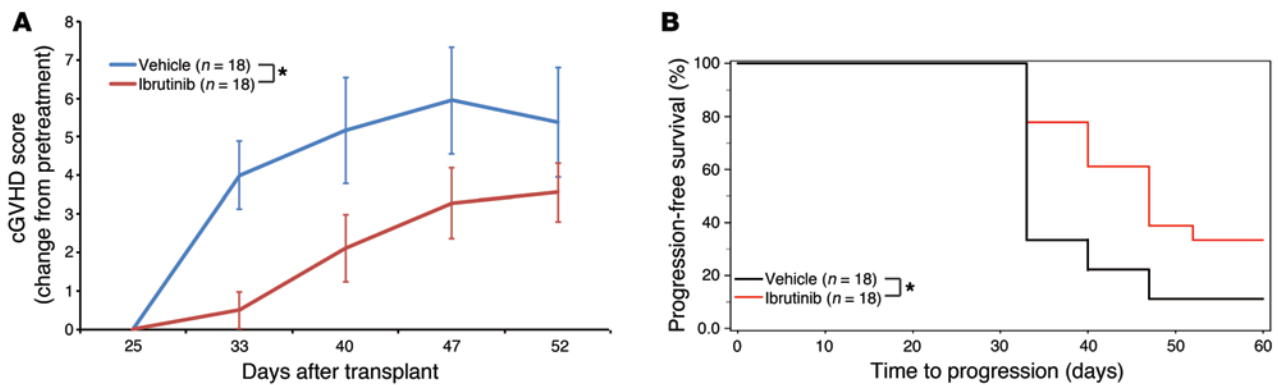 A
cGVHD score
(change from pretreatment)
8
7
6
5
4
3
2
1
0
Vehicle (n = 18)
Ibrutinib (n = 18)
*
25 33 40 47 52
Days after transplant
B
Progression-free survival (%)
100
80
60
40
20
0.0
Vehicle (n = 18)
Ibrutinib (n = 18)
*
0 10 20 30 40 50 60
Time to progression (days)